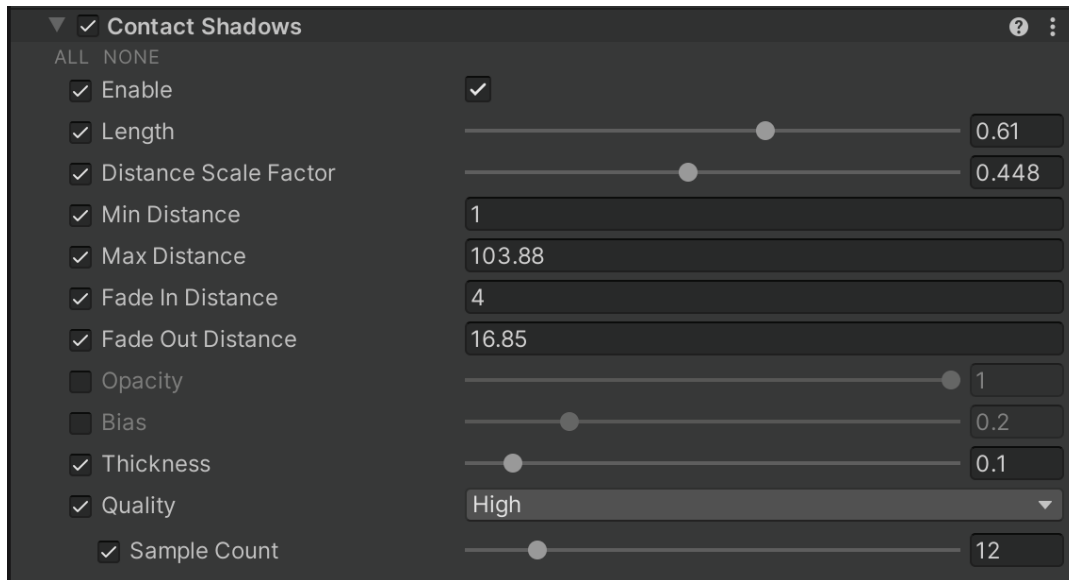 Contact Shadows
ALL NONE
Enable
Length 0.61
Distance Scale Factor 0.448
Min Distance 1
Max Distance 103.88
Fade In Distance 4
Fade Out Distance 16.85
Opacity 1
Bias 0.2
Thickness 0.1
Quality High
Sample Count 12